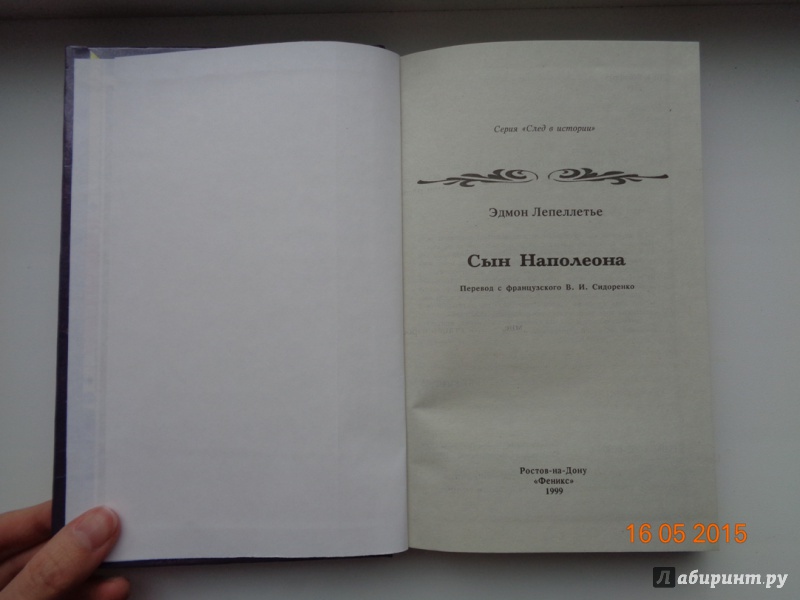 Серия «След в истории»
Эдмон Лепеллетье
Сын Наполеона
Перевод с французского В. И. Сидоренко
Ростов-на-Дону
«Феникс»
1999
16 05 2015
Лабиринт.ру